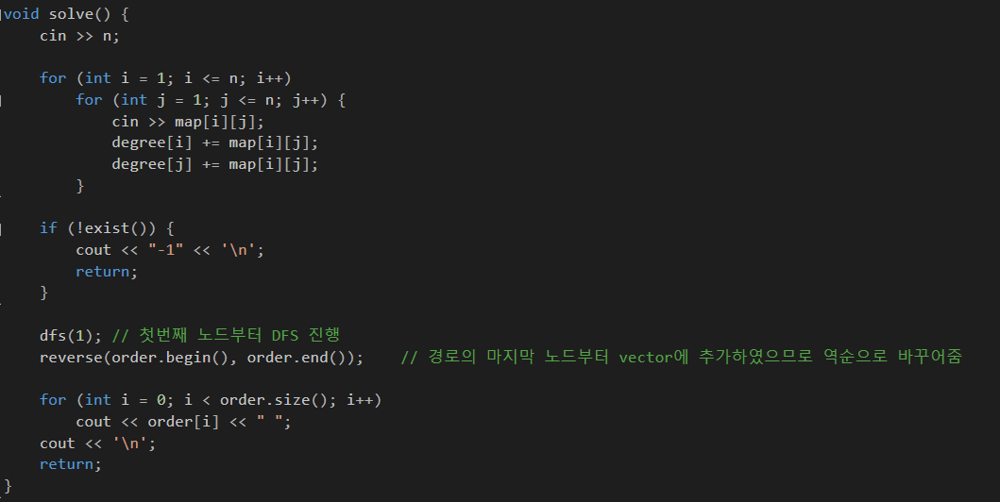 void solve() {
    cin >> n;
    for (int i = 1; i <= n; i++)
        for (int j = 1; j <= n; j++) {
            cin >> map[i][j];
            degree[i] += map[i][j];
            degree[j] += map[i][j];
        }
    if (!exist()) {
        cout << "-1" << '\n';
        return;
    }
    dfs(1); // 첫번째 노드부터 DFS 진행
    reverse(order.begin(), order.end());    // 경로의 마지막 노드부터 vector에 추가하였으므로 역순으로 바꾸어줌
    for (int i = 0; i < order.size(); i++)
        cout << order[i] << " ";
    cout << '\n';
    return;
}